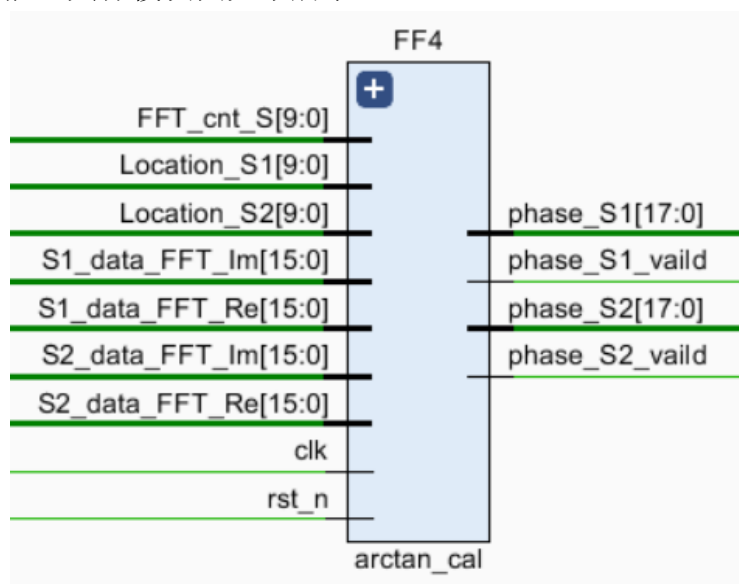 FF4
FFT_cnt_S[9:0]
Location_S1[9:0]
Location_S2[9:0]
S1_data_FFT_Im[15:0]
S1_data_FFT_Re[15:0]
S2_data_FFT_Im[15:0]
S2_data_FFT_Re[15:0]
clk
rst_n
phase_S1[17:0]
phase_S1_vaild
phase_S2[17:0]
phase_S2_vaild
arctan_cal